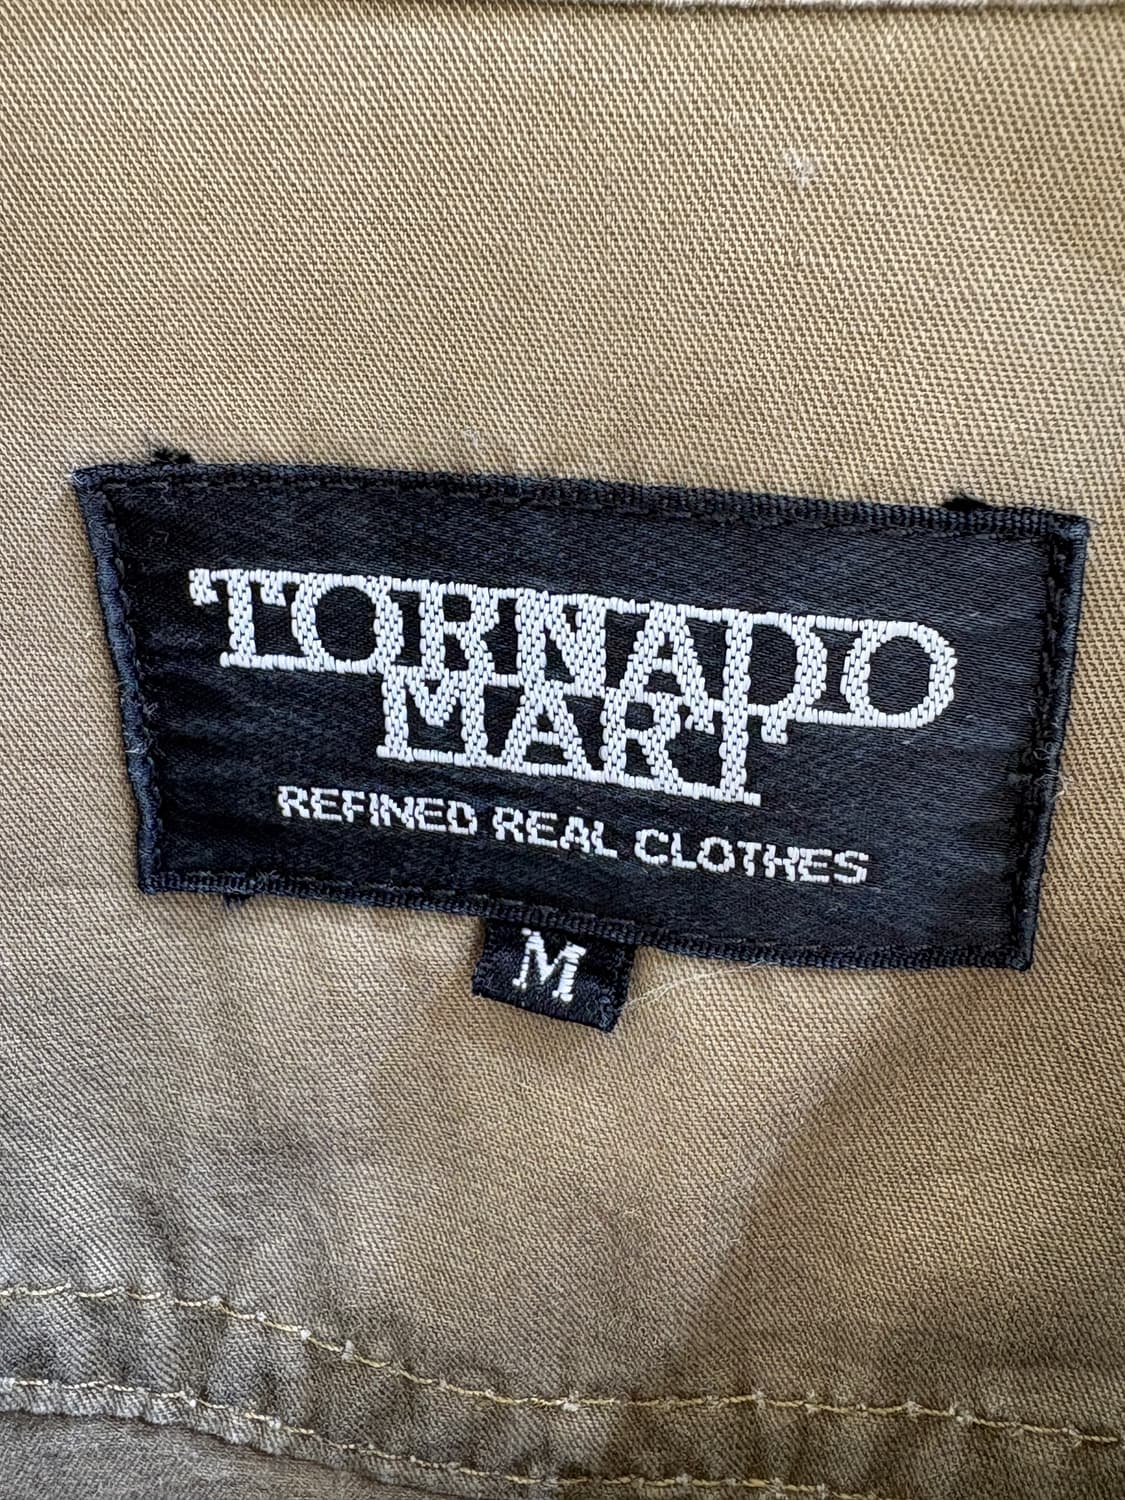 TORNADO
MART
REFINED REAL CLOTHES
M